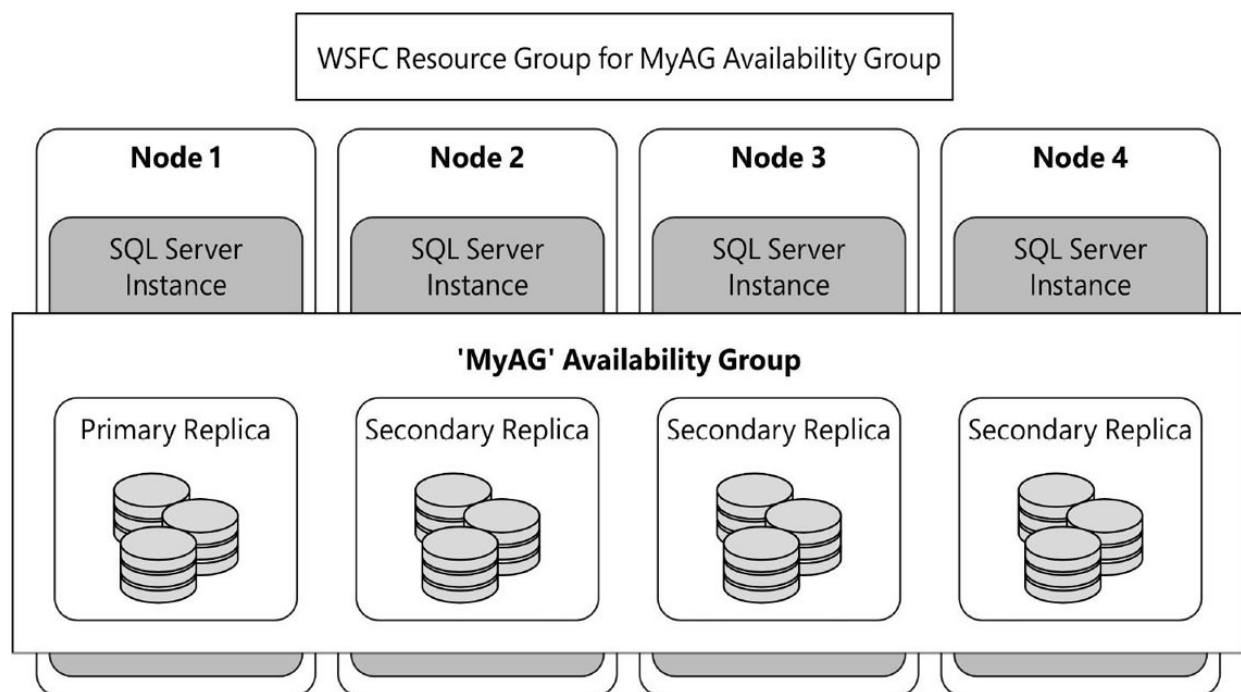 WSFC Resource Group for MyAG Availability Group
Node 1
Node 2
Node 3
Node 4
SQL Server
Instance
SQL Server
Instance
SQL Server
Instance
SQL Server
Instance
'MyAG' Availability Group
Primary Replica
Secondary Replica
Secondary Replica
Secondary Replica